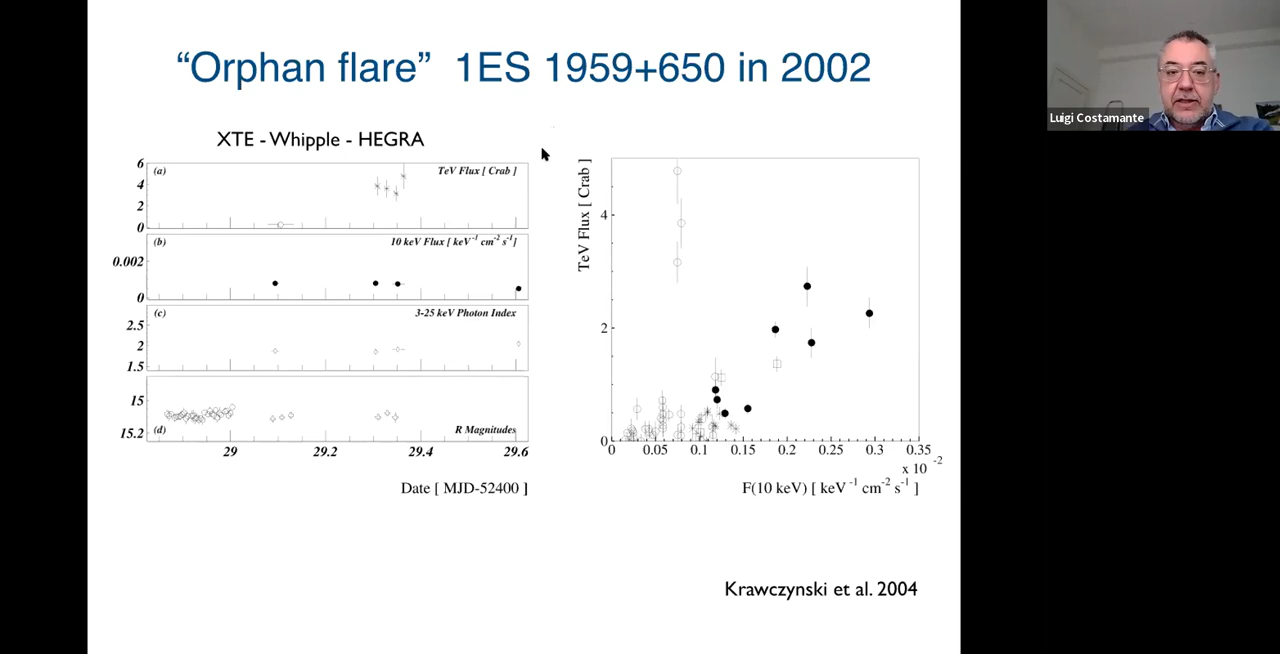 “Orphan flare” 1ES 1959+650 in 2002
Luigi Costamante
XTE - Whipple - HEGRA
(a) TeV Flux [ Crab ]
6
4
2
0
(b) 10 keV Flux [ keV⁻¹ cm⁻² s⁻¹]
0.002
0
(c) 3-25 keV Photon Index
2.5
2
1.5
15
15.2
(d) R Magnitudes
29 29.2 29.4 29.6
Date [ MJD-52400 ]
TeV Flux [ Crab ]
4
2
0
0 0.05 0.1 0.15 0.2 0.25 0.3 0.35
x 10⁻²
F(10 keV) [ keV⁻¹ cm⁻² s⁻¹ ]
Krawczynski et al. 2004